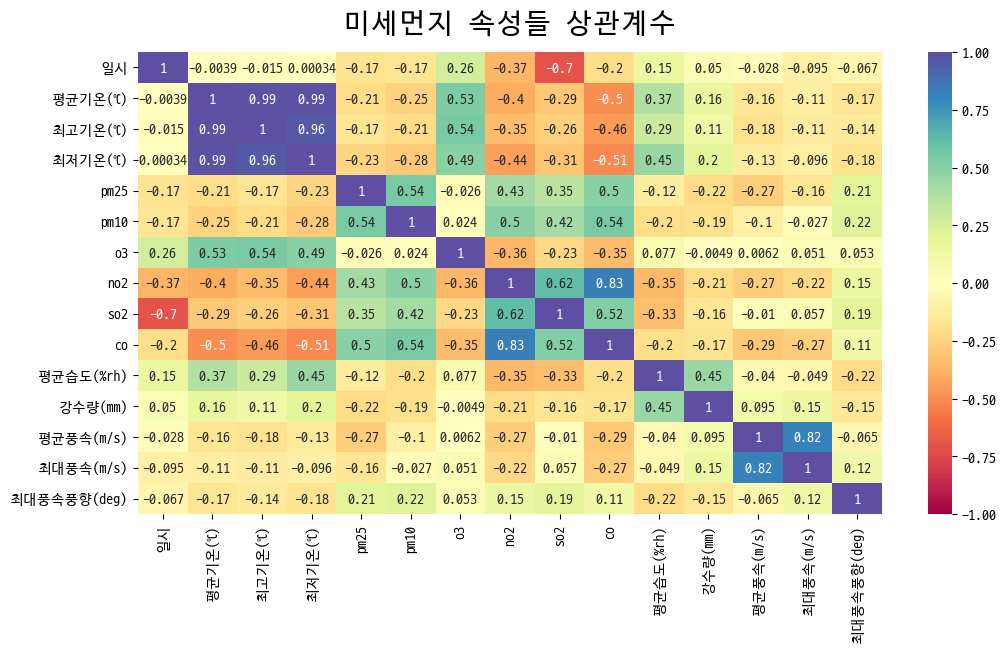 미세먼지 속성들 상관계수
일시 1 −0.0039 −0.015 0.00034 −0.17 −0.17 0.26 −0.37 −0.7 −0.2 0.15 0.05 −0.028 −0.095 −0.067
평균기온(℃) −0.0039 1 0.99 0.99 −0.21 −0.25 0.53 −0.4 −0.29 −0.5 0.37 0.16 −0.16 −0.11 −0.17
최고기온(℃) −0.015 0.99 1 0.96 −0.17 −0.21 0.54 −0.35 −0.26 −0.46 0.29 0.11 −0.18 −0.11 −0.14
최저기온(℃) 0.00034 0.99 0.96 1 −0.23 −0.28 0.49 −0.44 −0.31 −0.51 0.45 0.2 −0.13 −0.096 −0.18
pm25 −0.17 −0.21 −0.17 −0.23 1 0.54 −0.026 0.43 0.35 0.5 −0.12 −0.22 −0.27 −0.16 0.21
pm10 −0.17 −0.25 −0.21 −0.28 0.54 1 0.024 0.5 0.42 0.54 −0.2 −0.19 −0.1 −0.027 0.22
o3 0.26 0.53 0.54 0.49 −0.026 0.024 1 −0.36 −0.23 −0.35 0.077 −0.0049 0.0062 0.051 0.053
no2 −0.37 −0.4 −0.35 −0.44 0.43 0.5 −0.36 1 0.62 0.83 −0.35 −0.21 −0.27 −0.22 0.15
so2 −0.7 −0.29 −0.26 −0.31 0.35 0.42 −0.23 0.62 1 0.52 −0.33 −0.16 −0.01 0.057 0.19
co −0.2 −0.5 −0.46 −0.51 0.5 0.54 −0.35 0.83 0.52 1 −0.2 −0.17 −0.29 −0.27 0.11
평균습도(%rh) 0.15 0.37 0.29 0.45 −0.12 −0.2 0.077 −0.35 −0.33 −0.2 1 0.45 −0.04 −0.049 −0.22
강수량(mm) 0.05 0.16 0.11 0.2 −0.22 −0.19 −0.0049 −0.21 −0.16 −0.17 0.45 1 0.095 0.15 −0.15
평균풍속(m/s) −0.028 −0.16 −0.18 −0.13 −0.27 −0.1 0.0062 −0.27 −0.01 −0.29 −0.04 0.095 1 0.82 −0.065
최대풍속(m/s) −0.095 −0.11 −0.11 −0.096 −0.16 −0.027 0.051 −0.22 0.057 −0.27 −0.049 0.15 0.82 1 0.12
최대풍속풍향(deg) −0.067 −0.17 −0.14 −0.18 0.21 0.22 0.053 0.15 0.19 0.11 −0.22 −0.15 −0.065 0.12 1
일시
평균기온(℃)
최고기온(℃)
최저기온(℃)
pm25
pm10
o3
no2
so2
co
평균습도(%rh)
강수량(mm)
평균풍속(m/s)
최대풍속(m/s)
최대풍속풍향(deg)
1.00
0.75
0.50
0.25
0.00
−0.25
−0.50
−0.75
−1.00